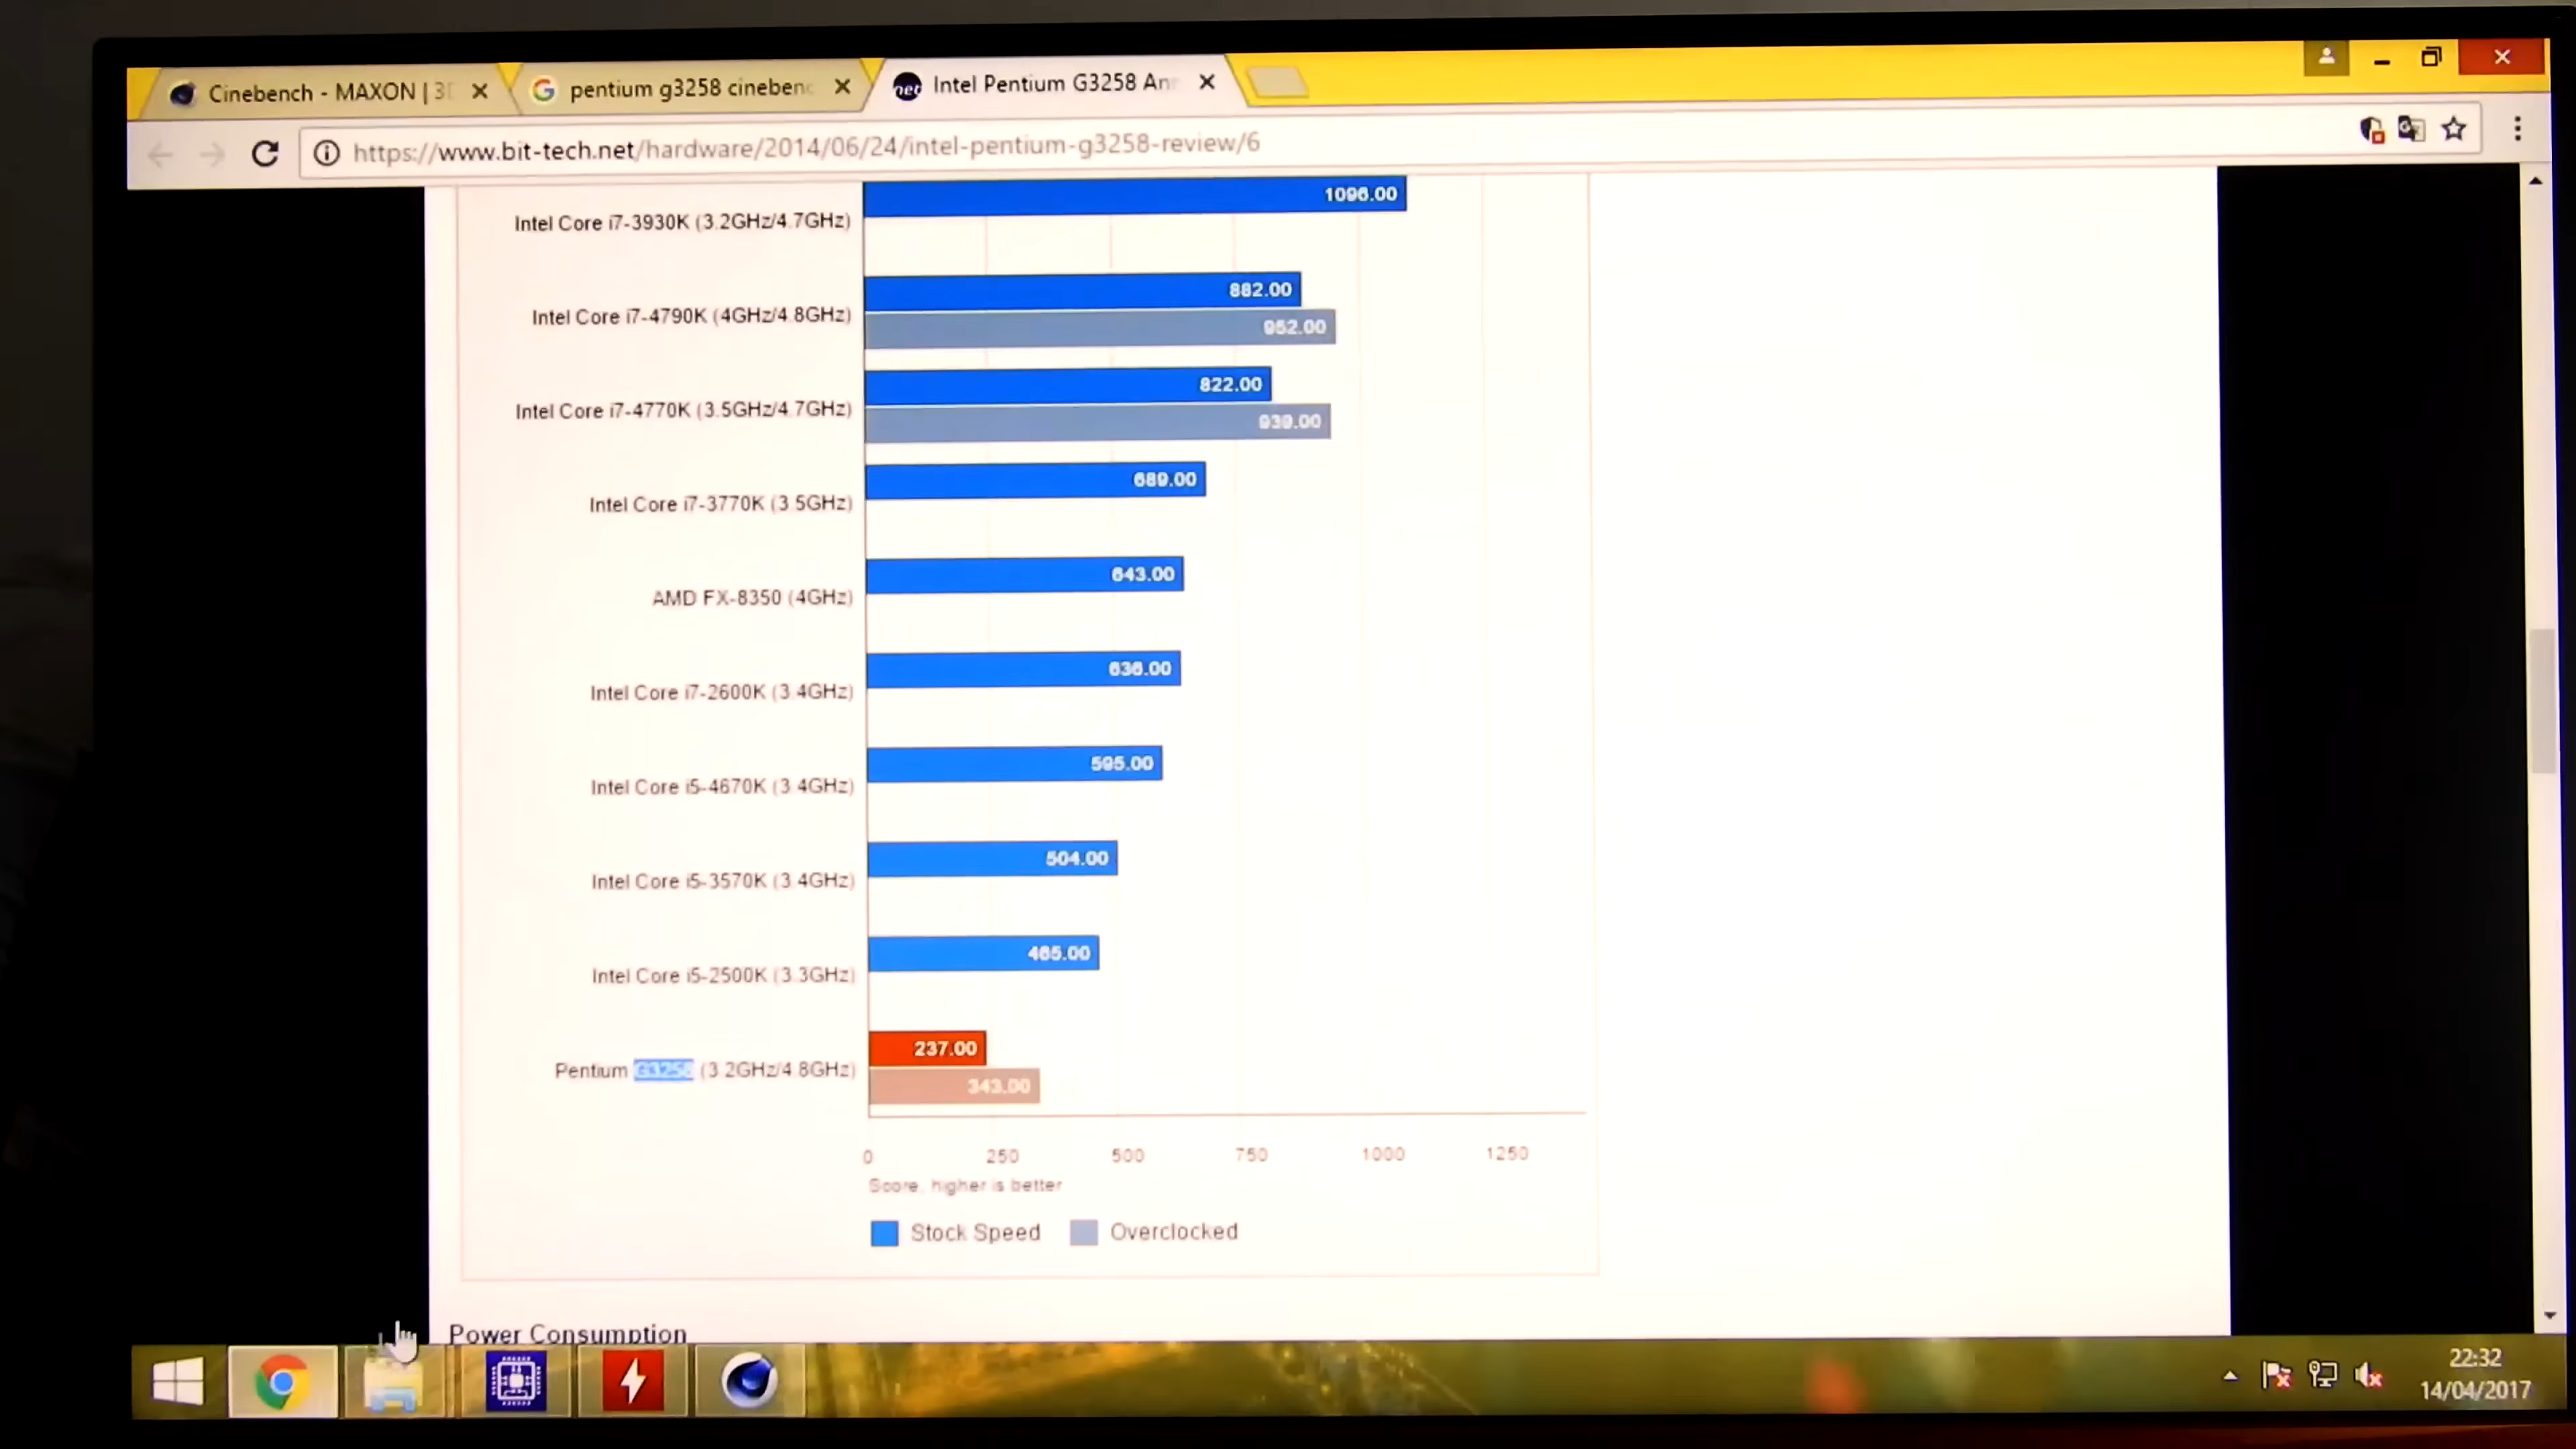 Cinebench - MAXON | 3D
pentium g3258 cinebenc
Intel Pentium G3258 Ann
https://www.bit-tech.net/hardware/2014/06/24/intel-pentium-g3258-review/6
Intel Core i7-3930K (3.2GHz/4.7GHz)
1096.00
Intel Core i7-4790K (4GHz/4.8GHz)
882.00
952.00
Intel Core i7-4770K (3.5GHz/4.7GHz)
822.00
939.00
Intel Core i7-3770K (3.5GHz)
689.00
AMD FX-8350 (4GHz)
643.00
Intel Core i7-2600K (3.4GHz)
636.00
Intel Core i5-4670K (3.4GHz)
595.00
Intel Core i5-3570K (3.4GHz)
504.00
Intel Core i5-2500K (3.3GHz)
465.00
Pentium G3258 (3.2GHz/4.8GHz)
237.00
343.00
0 250 500 750 1000 1250
Score, higher is better
Stock Speed Overclocked
Power Consumption
22:32
14/04/2017